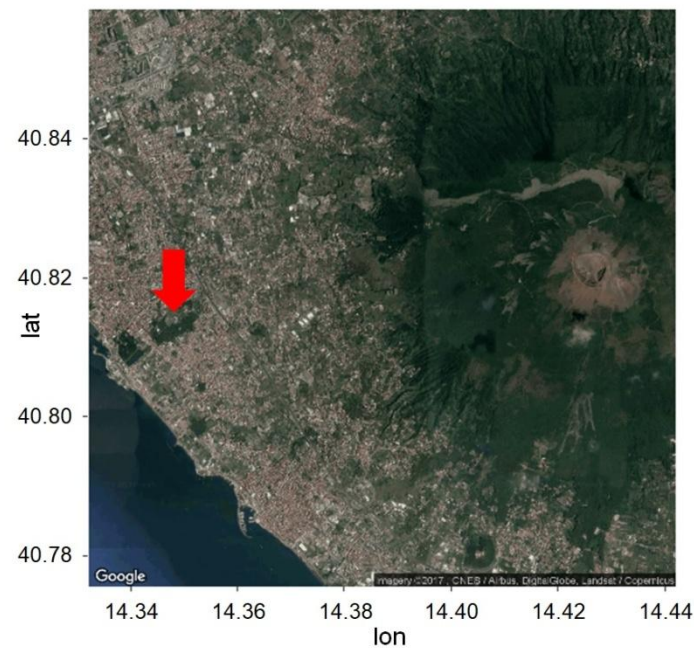 40.84
40.82
lat
40.80
40.78
Google
Imagery ©2017 , CNES / Airbus, DigitalGlobe, Landsat / Copernicus
14.34 14.36 14.38 14.40 14.42 14.44
lon